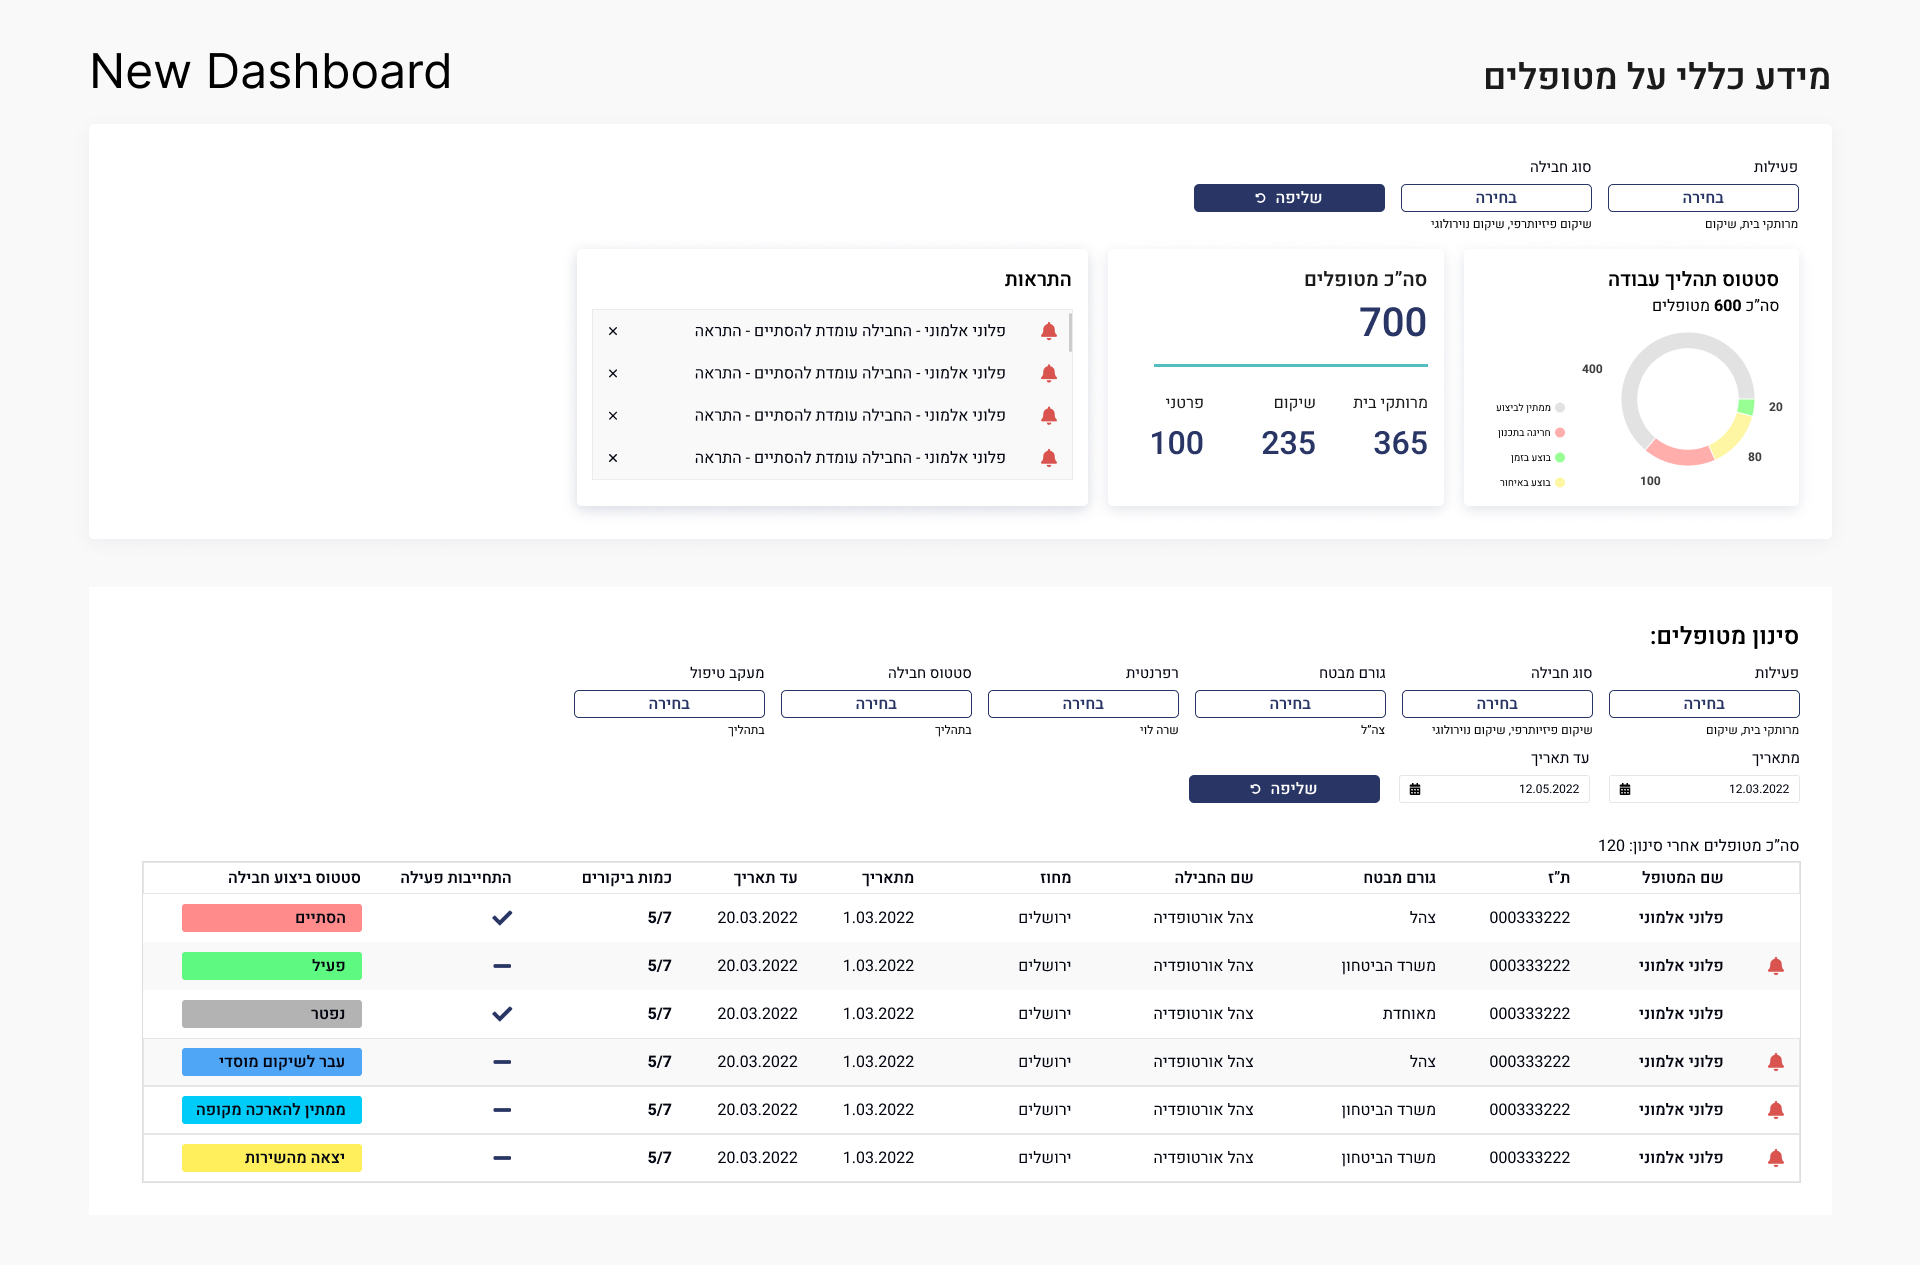 New Dashboard
מידע כללי על מטופלים
פעילות
סוג חבילה
בחירה
בחירה
שליפה
מרותקי בית, שיקום
שיקום פיזיותרפי, שיקום נוירולוגי
סטטוס תהליך עבודה
סה"כ 600 מטופלים
400
20
80
100
ממתין לביצוע
חריגה בתכנון
בוצע בזמן
בוצע באיחור
סה"כ מטופלים
700
מרותקי בית
שיקום
פרטני
365
235
100
התראות
פלוני אלמוני - החבילה עומדת להסתיים - התראה
פלוני אלמוני - החבילה עומדת להסתיים - התראה
פלוני אלמוני - החבילה עומדת להסתיים - התראה
פלוני אלמוני - החבילה עומדת להסתיים - התראה
סינון מטופלים:
פעילות
סוג חבילה
גורם מבטח
רפרנטית
סטטוס חבילה
מעקב טיפול
בחירה
בחירה
בחירה
בחירה
בחירה
בחירה
מרותקי בית, שיקום
שיקום פיזיותרפי, שיקום נוירולוגי
צה"ל
שרה לוי
בתהליך
בתהליך
מתאריך
עד תאריך
12.03.2022
12.05.2022
שליפה
סה"כ מטופלים אחרי סינון: 120
שם המטופל ת"ז גורם מבטח שם החבילה מחוז מתאריך עד תאריך כמות ביקורים התחייבות פעילה סטטוס ביצוע חבילה
פלוני אלמוני 000333222 צהל צהל אורטופדיה ירושלים 1.03.2022 20.03.2022 5/7 הסתיים
פלוני אלמוני 000333222 משרד הביטחון צהל אורטופדיה ירושלים 1.03.2022 20.03.2022 5/7 פעיל
פלוני אלמוני 000333222 מאוחדת צהל אורטופדיה ירושלים 1.03.2022 20.03.2022 5/7 נפטר
פלוני אלמוני 000333222 צהל צהל אורטופדיה ירושלים 1.03.2022 20.03.2022 5/7 עבר לשיקום מוסדי
פלוני אלמוני 000333222 משרד הביטחון צהל אורטופדיה ירושלים 1.03.2022 20.03.2022 5/7 ממתין להארכה מקופה
פלוני אלמוני 000333222 משרד הביטחון צהל אורטופדיה ירושלים 1.03.2022 20.03.2022 5/7 יצאה מהשירות